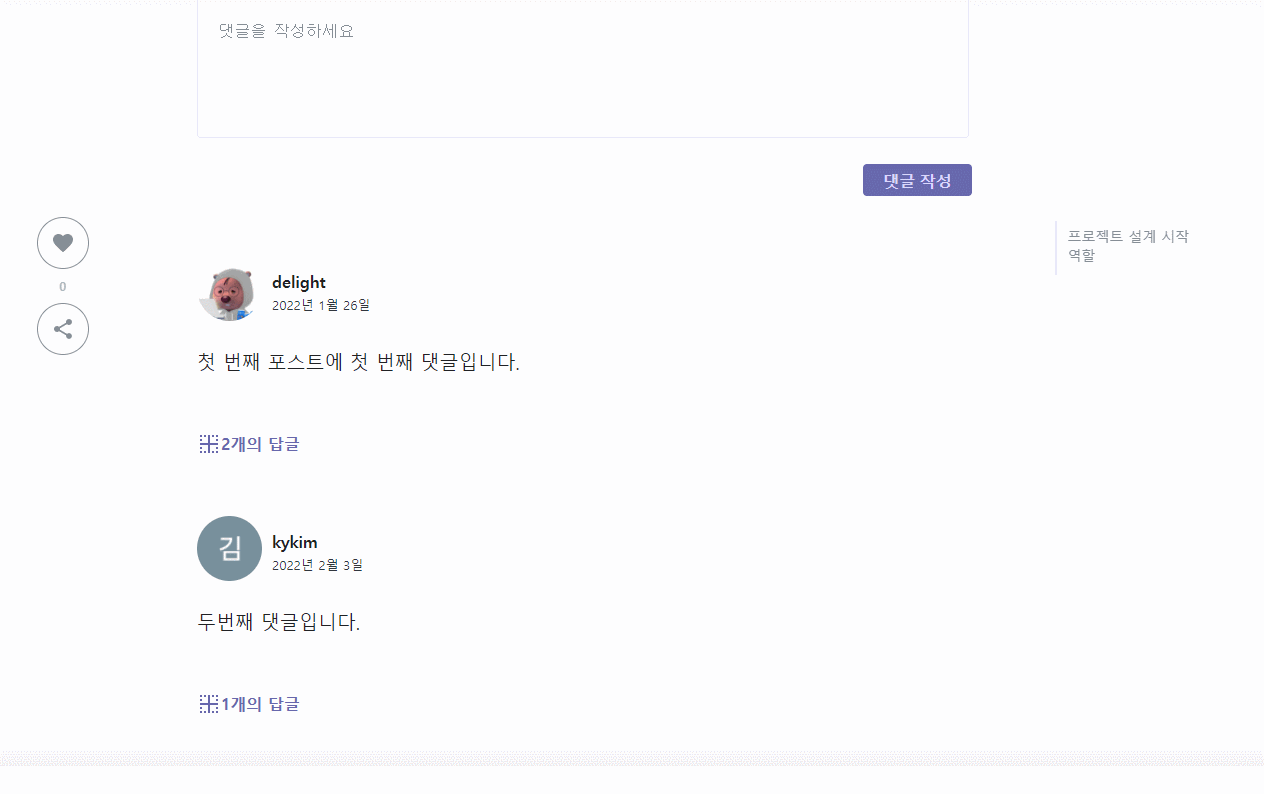 댓글을 작성하세요
댓글 작성
0
프로젝트 설계 시작
역할
delight
2022년 1월 26일
첫 번째 포스트에 첫 번째 댓글입니다.
2개의 답글
김
kykim
2022년 2월 3일
두번째 댓글입니다.
1개의 답글